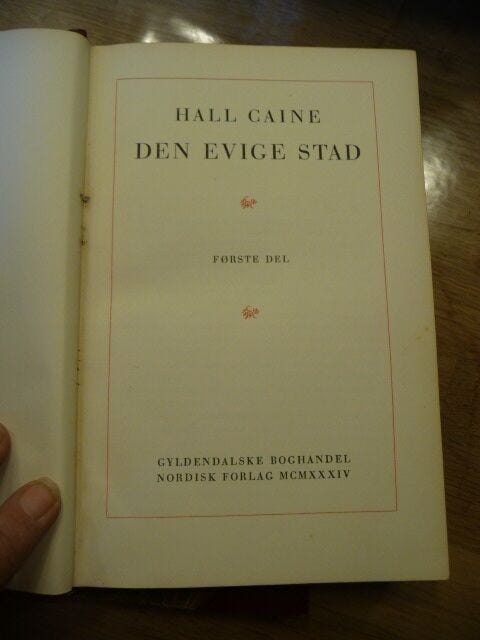 HALL CAINE
DEN EVIGE STAD
FØRSTE DEL
GYLDENDALSKE BOGHANDEL
NORDISK FORLAG MCMXXXIV